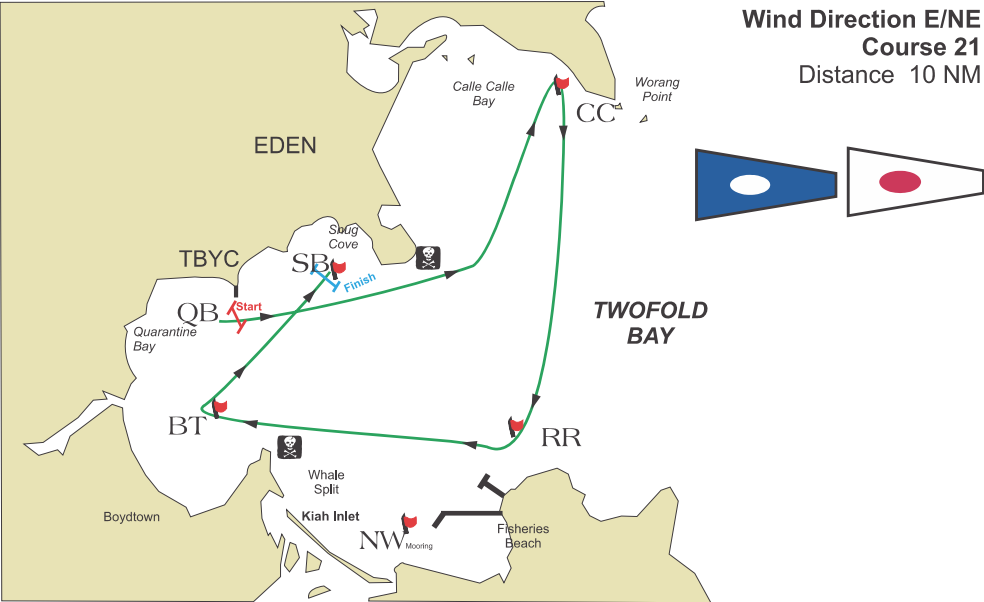 Wind Direction E/NE
Course 21
Distance 10 NM
Calle Calle
Bay
Worang
Point
CC
EDEN
Snug
Cove
TBYC
SB
Finish
QB
Start
Quarantine
Bay
TWOFOLD
BAY
BT
RR
Whale
Split
Boydtown
Kiah Inlet
NW
Mooring
Fisheries
Beach